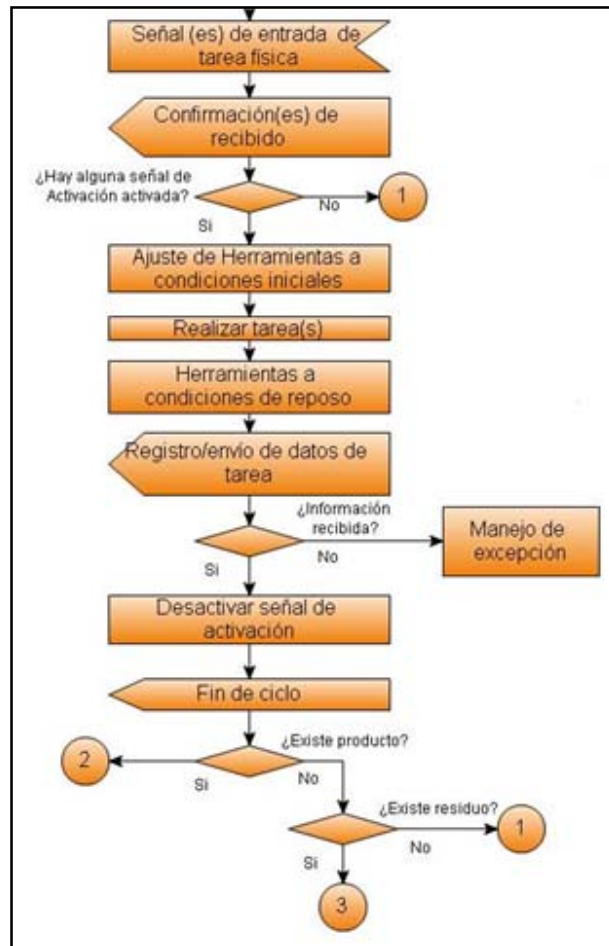 Señal (es) de entrada de
tarea física
Confirmación(es) de
recibido
¿Hay alguna señal de
Activación activada?
No
1
Si
Ajuste de Herramientas a
condiciones iniciales
Realizar tarea(s)
Herramientas a
condiciones de reposo
Registro/envío de datos de
tarea
¿Información
recibida?
No
Manejo de
excepción
Si
Desactivar señal de
activación
Fin de ciclo
¿Existe producto?
2
Si
No
¿Existe residuo?
1
No
Si
3